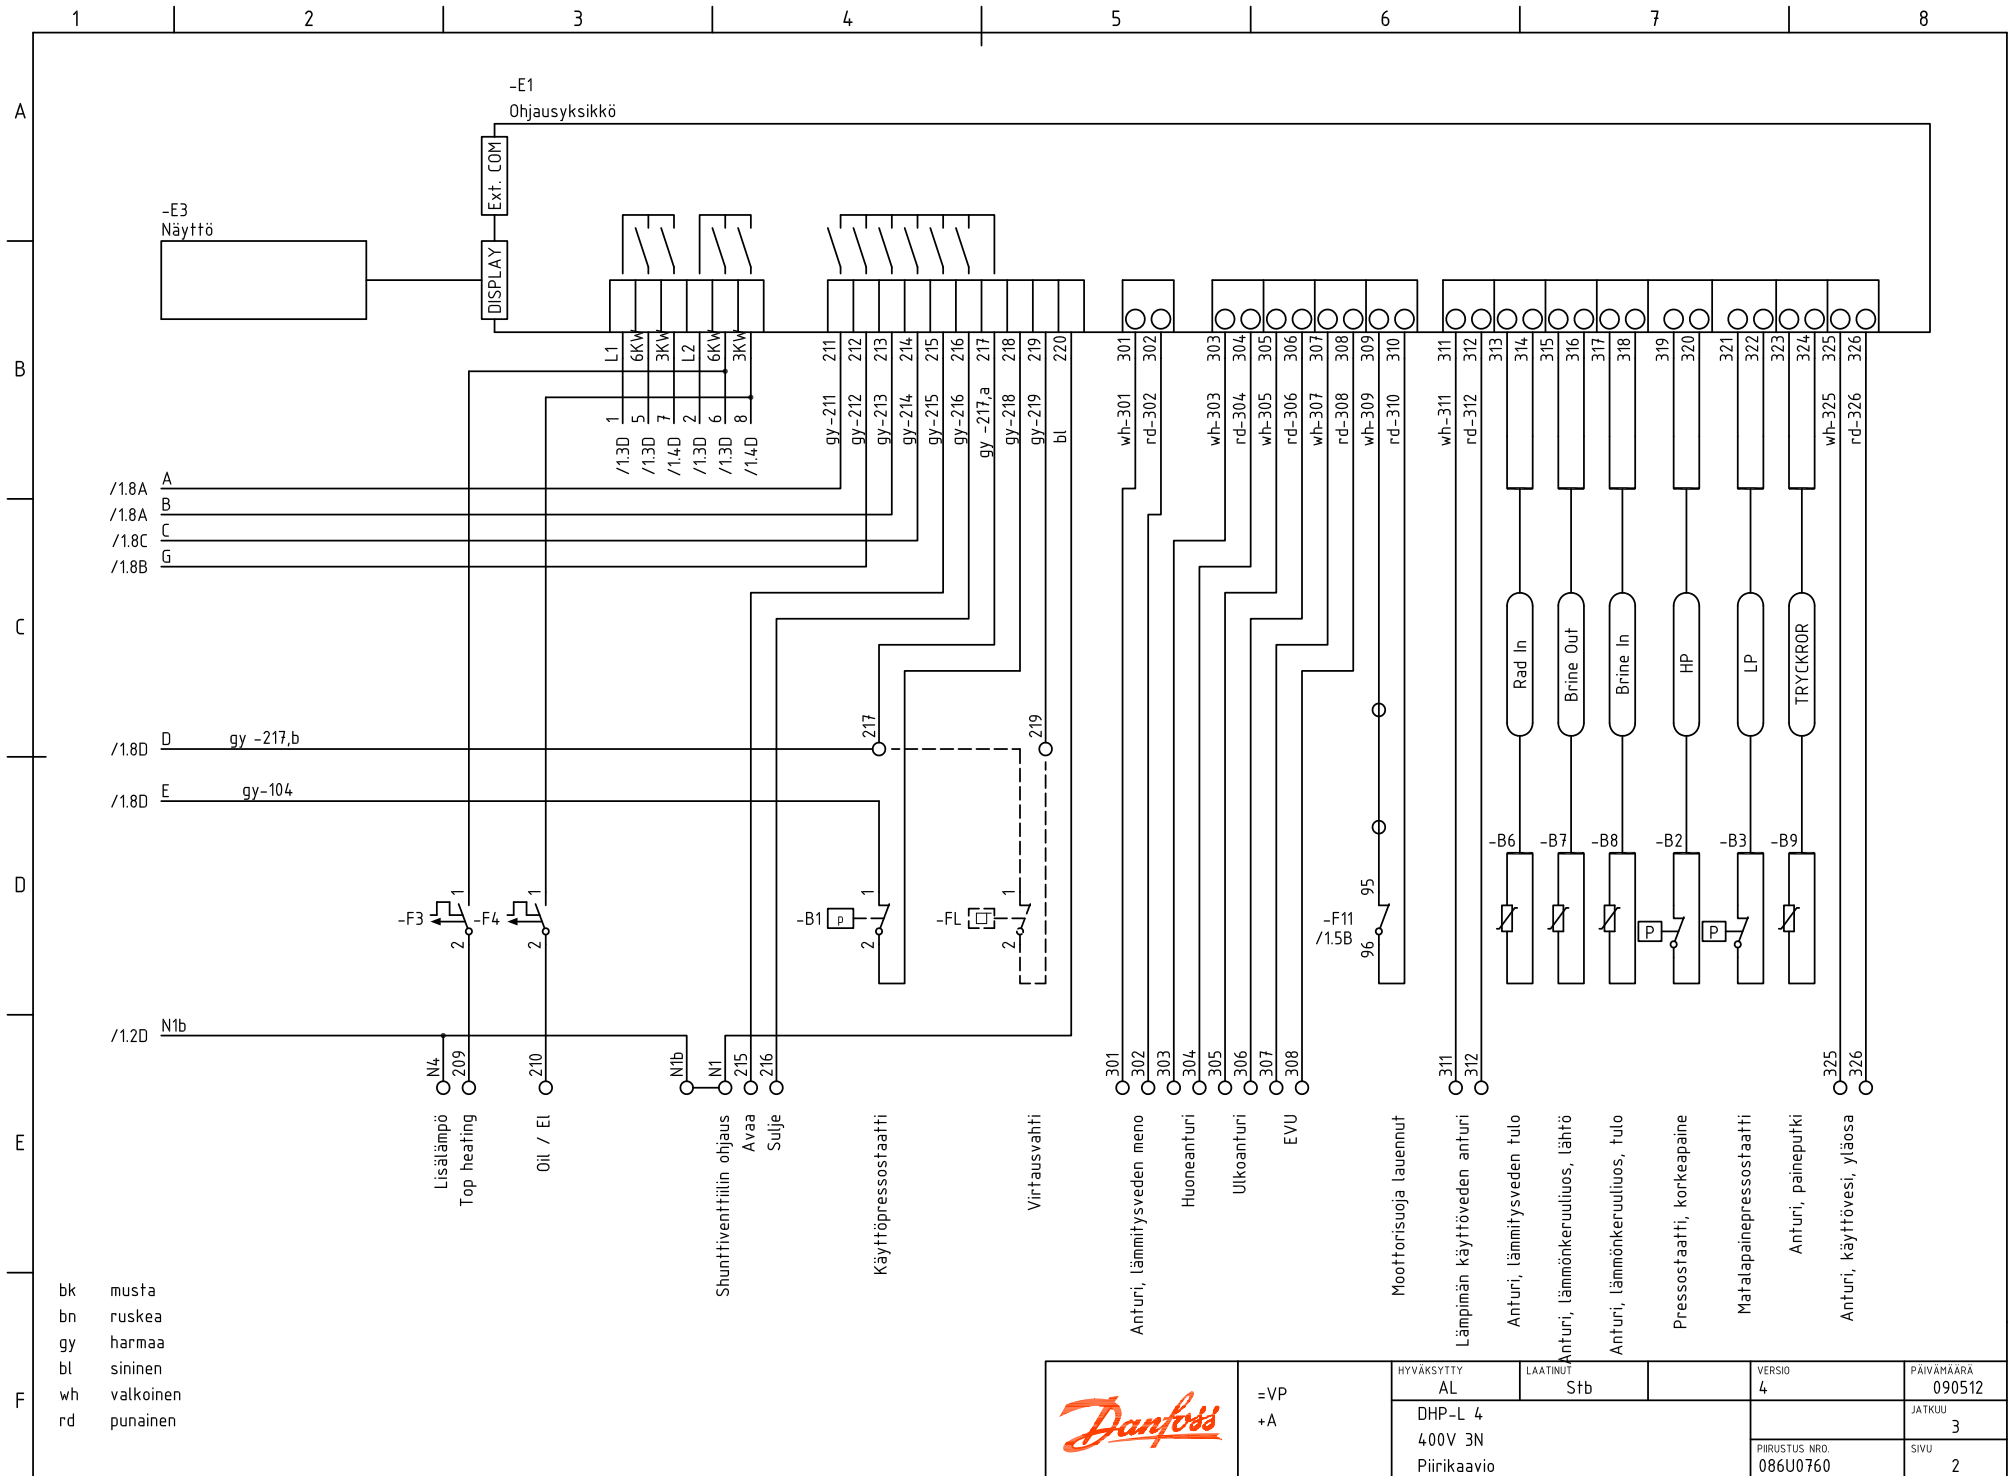 1 2 3 4 5 6 7 8
A
B
C
D
E
F
-E1
Ohjausyksikkö
Ext. COM
DISPLAY
-E3
Näyttö
L1 6KW 3KW L2 6KW 3KW
1 5 7 2 6 8
/1.3D /1.3D /1.4D /1.3D /1.3D /1.4D
211 212 213 214 215 216 217 218 219 220
gy-211 gy-212 gy-213 gy-214 gy-215 gy-216 gy -217,a gy-218 gy-219 bl
301 302
wh-301 rd-302
303 304 305 306 307 308 309 310
wh-303 rd-304 wh-305 rd-306 wh-307 rd-308 wh-309 rd-310
311 312 313 314 315 316 317 318 319 320 321 322 323 324 325 326
wh-311 rd-312 wh-325 rd-326
/1.8A A
/1.8A B
/1.8C C
/1.8B G
Rad In
Brine Out
Brine In
HP
LP
TRYCKROR
/1.8D D gy -217,b
217 219
/1.8D E gy-104
-F3 1 2
-F4 1 2
-B1 p 1 2
-FL 1 2
-F11
/1.5B
95 96
-B6 -B7 -B8 -B2 -B3 -B9
P P
/1.2D N1b
N4 209 210 N1b N1 215 216
301 302 303 304 305 306 307 308
311 312 325 326
Lisälämpö
Top heating
Oil / El
Shunttiventtiilin ohjaus
Avaa
Sulje
Käyttöpressostaatti
Virtausvahti
Anturi, lämmitysveden meno
Huoneanturi
Ulkoanturi
EVU
Moottorisuoja lauennut
Lämpimän käyttöveden anturi
Anturi, lämmitysveden tulo
Anturi, lämmönkeruuluuos, lähtö
Anturi, lämmönkeruliuos, tulo
Pressostaatti, korkeapaine
Matalapainepressostaatti
Anturi, paineputki
Anturi, käyttövesi, yläosa
bk musta
bn ruskea
gy harmaa
bl sininen
wh valkoinen
rd punainen
Danfoss
=VP
+A
HYVÄKSYTTY
AL
LAATINUT
Stb
VERSIO
4
PÄIVÄMÄÄRÄ
090512
DHP-L 4
400V 3N
Piirikaavio
JATKUU
3
PIIRUSTUS NRO.
086U0760
SIVU
2